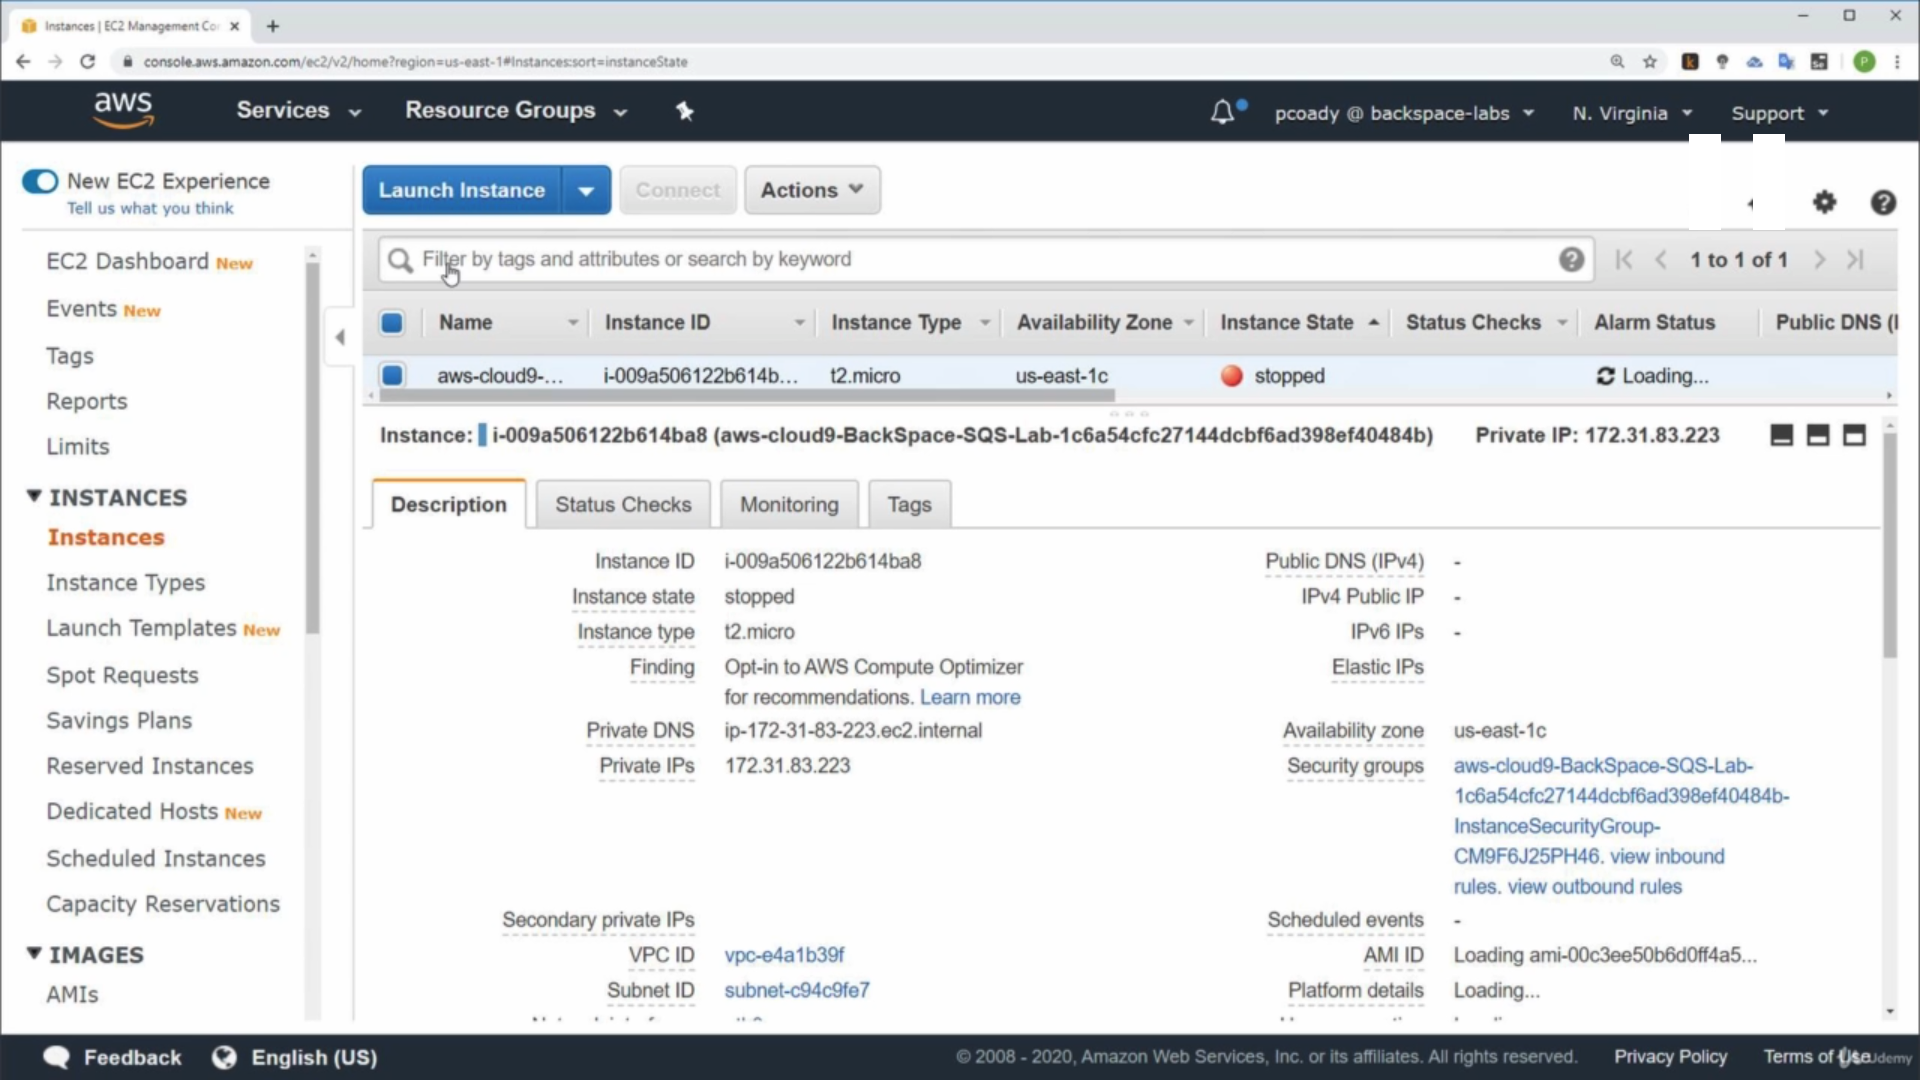 Instances | EC2 Management Co
console.aws.amazon.com/ec2/v2/home?region=us-east-1#Instances:sort=instanceState
aws
Services
Resource Groups
pcoady @ backspace-labs
N. Virginia
Support
New EC2 Experience
Tell us what you think
EC2 Dashboard New
Events New
Tags
Reports
Limits
INSTANCES
Instances
Instance Types
Launch Templates New
Spot Requests
Savings Plans
Reserved Instances
Dedicated Hosts New
Scheduled Instances
Capacity Reservations
IMAGES
AMIs
Launch Instance
Connect
Actions
Filter by tags and attributes or search by keyword
1 to 1 of 1
Name
Instance ID
Instance Type
Availability Zone
Instance State
Status Checks
Alarm Status
Public DNS (I
aws-cloud9-...
i-009a506122b614b...
t2.micro
us-east-1c
stopped
Loading...
Instance: i-009a506122b614ba8 (aws-cloud9-BackSpace-SQS-Lab-1c6a54cfc27144dcbf6ad398ef40484b)
Private IP: 172.31.83.223
Description
Status Checks
Monitoring
Tags
Instance ID i-009a506122b614ba8
Instance state stopped
Instance type t2.micro
Finding Opt-in to AWS Compute Optimizer
for recommendations. Learn more
Private DNS ip-172-31-83-223.ec2.internal
Private IPs 172.31.83.223
Secondary private IPs
VPC ID vpc-e4a1b39f
Subnet ID subnet-c94c9fe7
Public DNS (IPv4) -
IPv4 Public IP -
IPv6 IPs -
Elastic IPs
Availability zone us-east-1c
Security groups aws-cloud9-BackSpace-SQS-Lab-
1c6a54cfc27144dcbf6ad398ef40484b-
InstanceSecurityGroup-
CM9F6J25PH46. view inbound
rules. view outbound rules
Scheduled events -
AMI ID Loading ami-00c3ee50b6d0ff4a5...
Platform details Loading...
Feedback
English (US)
© 2008 - 2020, Amazon Web Services, Inc. or its affiliates. All rights reserved.
Privacy Policy
Terms of Use
Udemy